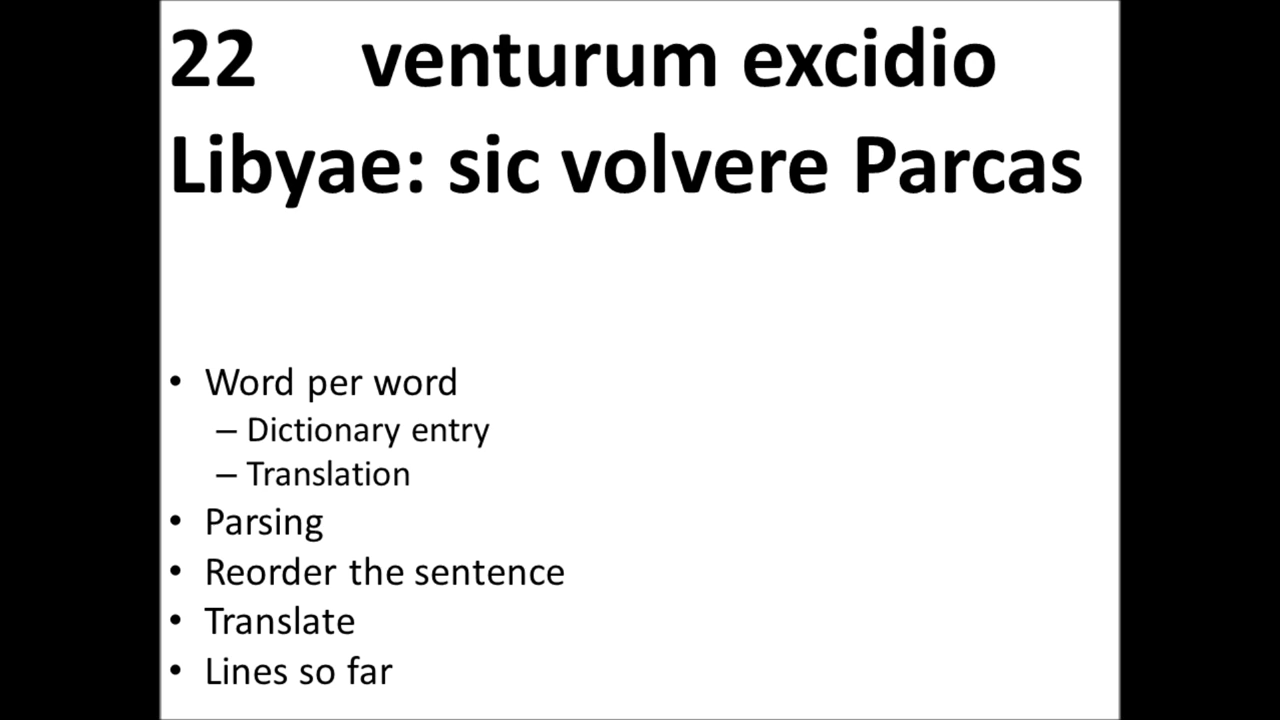 22 venturum excidio
Libyae: sic volvere Parcas
• Word per word
– Dictionary entry
– Translation
• Parsing
• Reorder the sentence
• Translate
• Lines so far